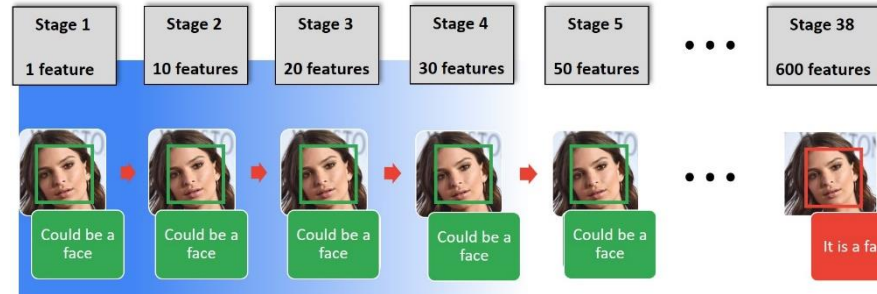 Stage 1
1 feature
Stage 2
10 features
Stage 3
20 features
Stage 4
30 features
Stage 5
50 features
Stage 38
600 features
Could be a
face
Could be a
face
Could be a
face
Could be a
face
Could be a
face
It is a fa